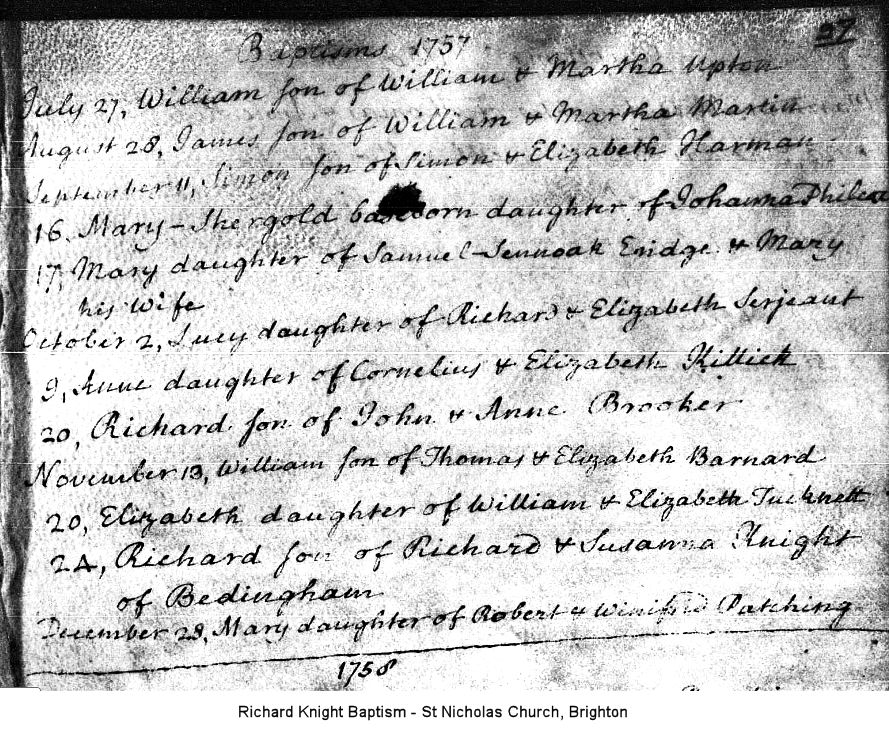 37
Baptisms 1757
July 27, William son of William & Martha Upton
August 28, James son of William & Martha Martin
September 11, Simon son of Simon & Elizabeth Harman
16. Mary-Shergold baseborn daughter of Johanna
17, Mary daughter of Samuel-Sennoak Eridge & Mary
his Wife
October 2, Lucy daughter of Richard & Elizabeth Serjeant
9, Anne daughter of Cornelius & Elizabeth Killick
20, Richard son of John & Anne Brooker
November 13, William son of Thomas & Elizabeth Barnard
20, Elizabeth daughter of William & Elizabeth Tucknett
24, Richard son of Richard & Susanna Knight
of Bedingham
December 28, Mary daughter of Robert & Winifred Patching
1758
Richard Knight Baptism - St Nicholas Church, Brighton